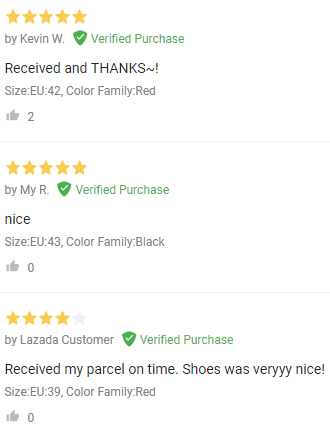 by Kevin W. Verified Purchase
Received and THANKS~!
Size:EU:42, Color Family:Red
2
by My R. Verified Purchase
nice
Size:EU:43, Color Family:Black
0
by Lazada Customer Verified Purchase
Received my parcel on time. Shoes was veryyy nice!
Size:EU:39, Color Family:Red
0